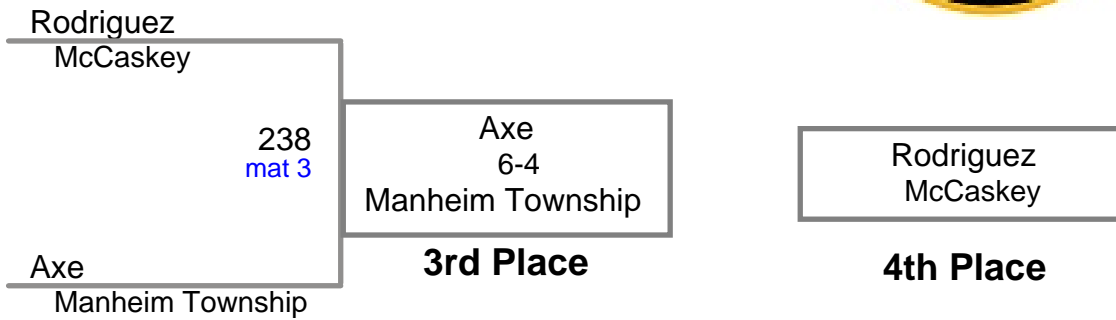 Rodriguez
McCaskey
238
mat 3
Axe
Manheim Township
Axe
6-4
Manheim Township
3rd Place
Rodriguez
McCaskey
4th Place